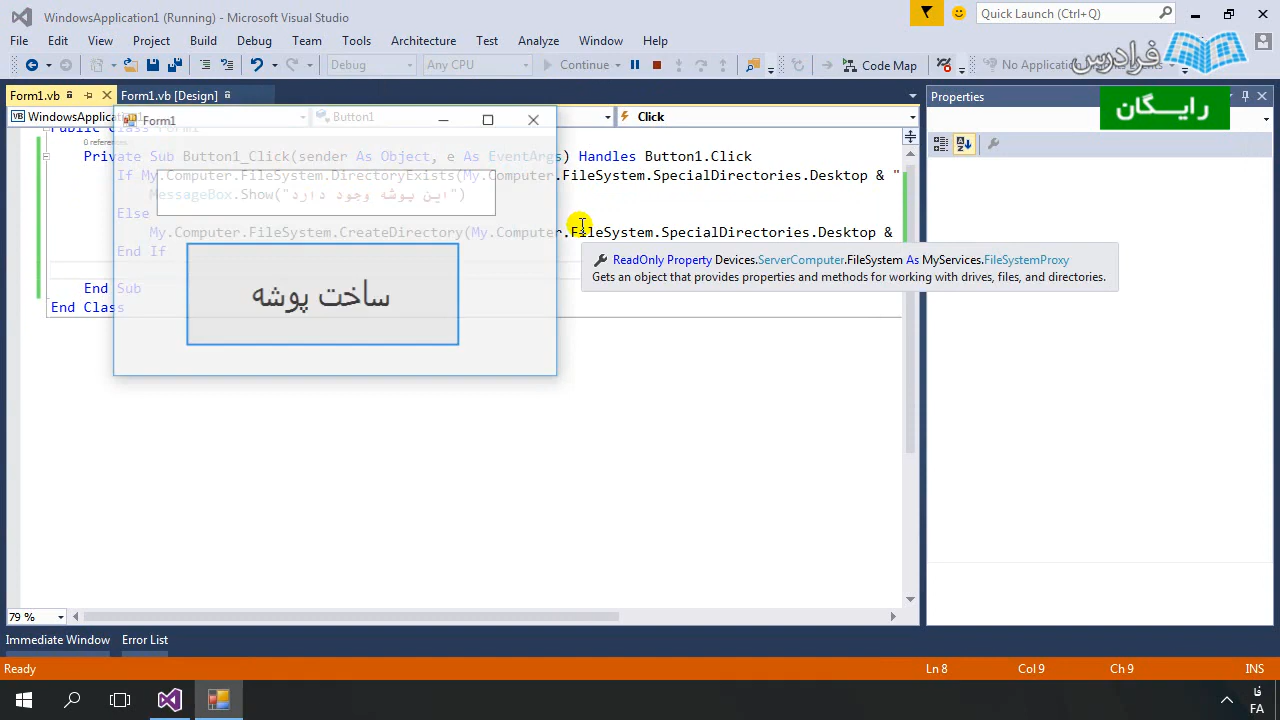 WindowsApplication1 (Running) - Microsoft Visual Studio
Quick Launch (Ctrl+Q)
File Edit View Project Build Debug Team Tools Architecture Test Analyze Window Help
Debug Any CPU Continue Code Map No Application
فرادرس
رایگان
Form1.vb Form1.vb [Design]
Properties
WindowsApplication1 Button1 Click
Form1
Public Class Form1
0 references
Private Sub Button1_Click(sender As Object, e As EventArgs) Handles Button1.Click
If My.Computer.FileSystem.DirectoryExists(My.Computer.FileSystem.SpecialDirectories.Desktop & "
MessageBox.Show("این پوشه وجود دارد")
Else
My.Computer.FileSystem.CreateDirectory(My.Computer.FileSystem.SpecialDirectories.Desktop &
End If
End Sub
End Class
ساخت پوشه
ReadOnly Property Devices.ServerComputer.FileSystem As MyServices.FileSystemProxy
Gets an object that provides properties and methods for working with drives, files, and directories.
79 %
Immediate Window Error List
Ready Ln 8 Col 9 Ch 9 INS
فا
FA